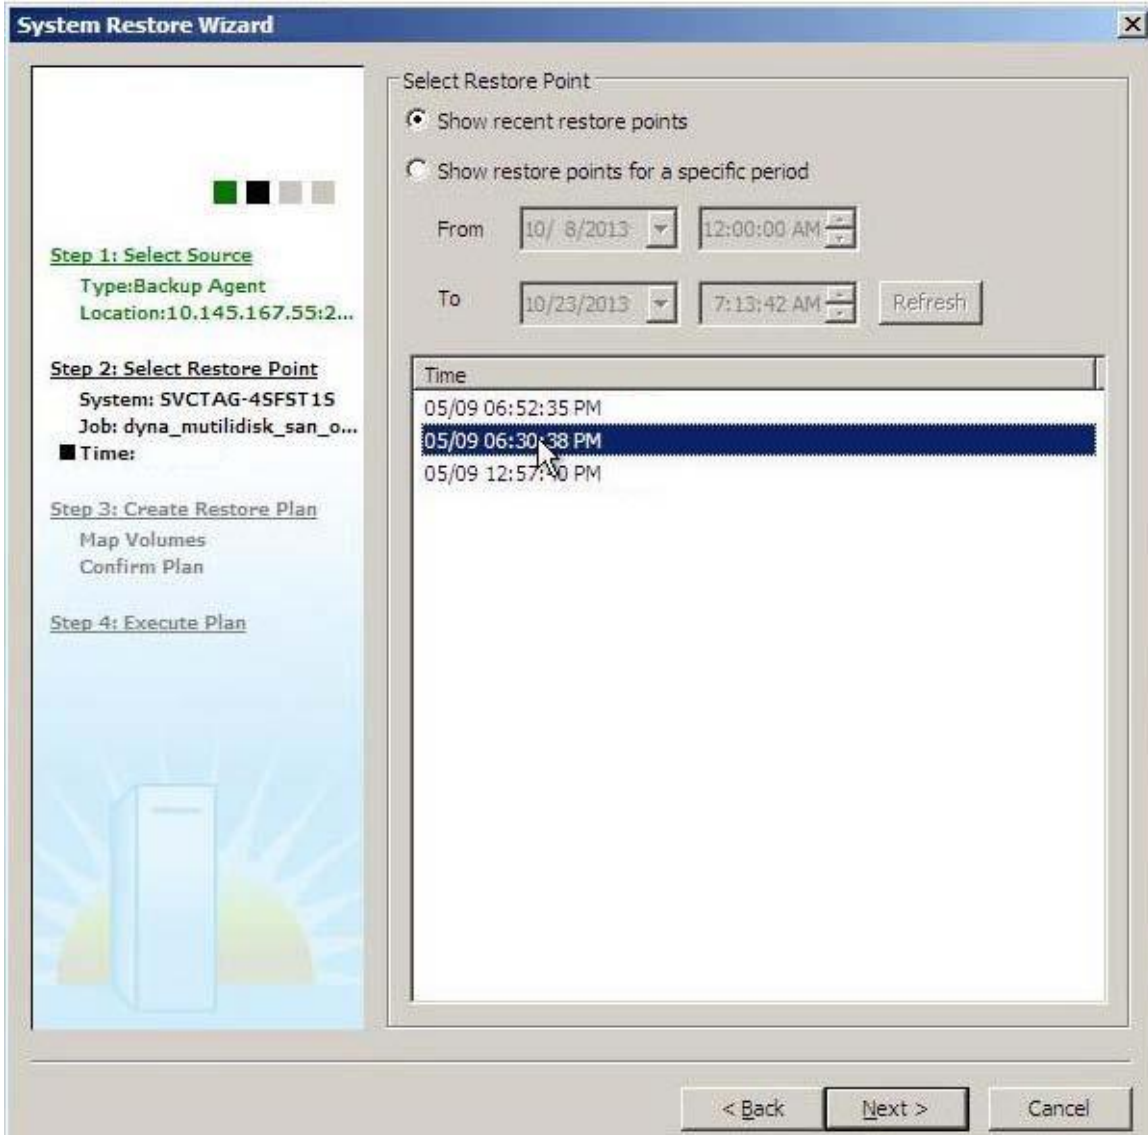 System Restore Wizard
Step 1: Select Source
Type:Backup Agent
Location:10.145.167.55:2...
Step 2: Select Restore Point
System: SVCTAG-4SFST1S
Job: dyna_mutilidisk_san_o...
Time:
Step 3: Create Restore Plan
Map Volumes
Confirm Plan
Step 4: Execute Plan
Select Restore Point
Show recent restore points
Show restore points for a specific period
From 10/ 8/2013 12:00:00 AM
To 10/23/2013 7:13:42 AM Refresh
Time
05/09 06:52:35 PM
05/09 06:30:38 PM
05/09 PM
< Back Next > Cancel